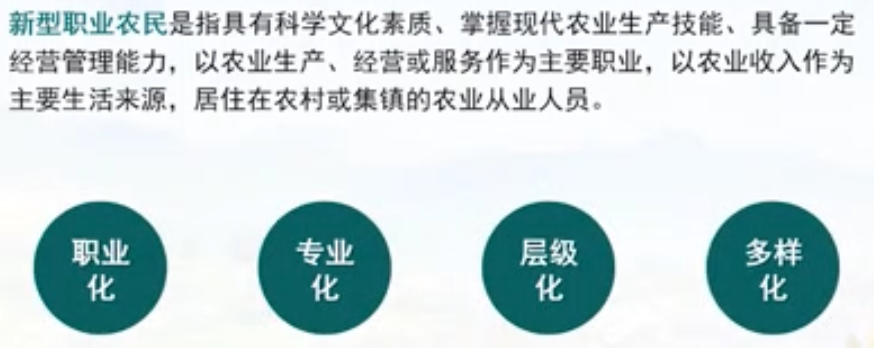 新型职业农民是指具有科学文化素质、掌握现代农业生产技能、具备一定
经营管理能力，以农业生产、经营或服务作为主要职业，以农业收入作为
主要生活来源，居住在农村或集镇的农业从业人员。
职业
化
专业
化
层级
化
多样
化